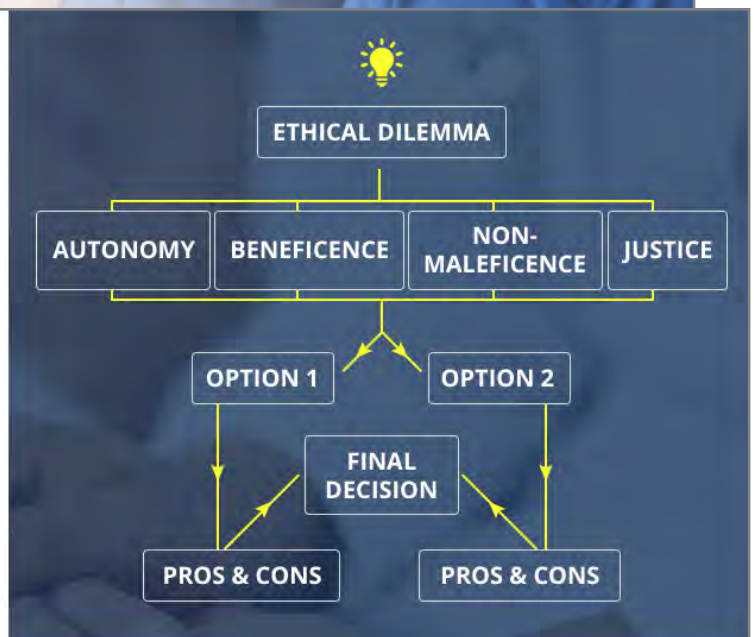 ETHICAL DILEMMA
AUTONOMY
BENEFICENCE
NON-
MALEFICENCE
JUSTICE
OPTION 1
OPTION 2
FINAL
DECISION
PROS & CONS
PROS & CONS